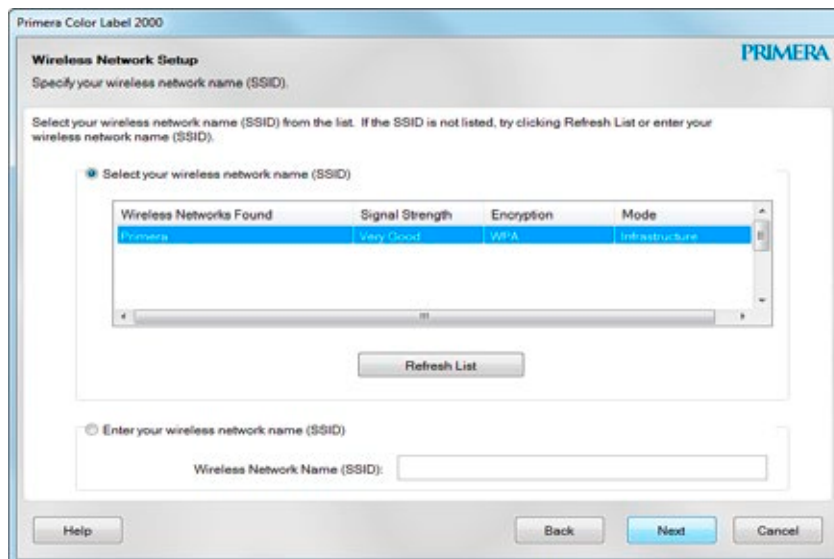 Primera Color Label 2000
Wireless Network Setup
PRIMERA
Specify your wireless network name (SSID).
Select your wireless network name (SSID) from the list. If the SSID is not listed, try clicking Refresh List or enter your
wireless network name (SSID).
Select your wireless network name (SSID)
Wireless Networks Found Signal Strength Encryption Mode
Primera Very Good WPA Infrastructure
Refresh List
Enter your wireless network name (SSID)
Wireless Network Name (SSID):
Help Back Next Cancel